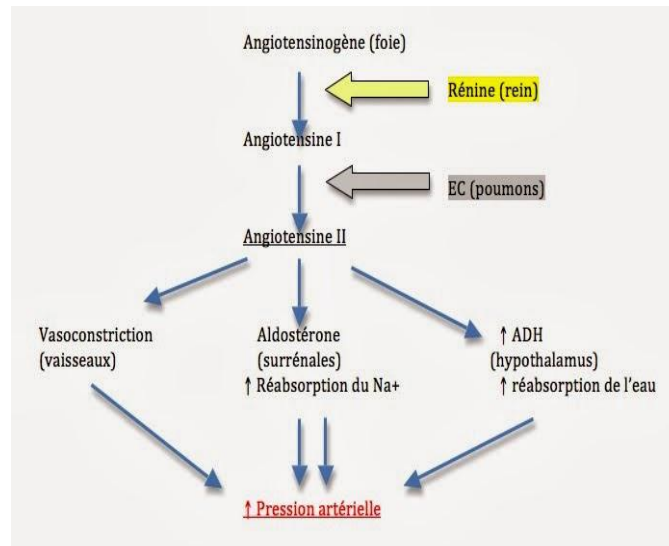 Angiotensinogène (foie)
Rénine (rein)
Angiotensine I
EC (poumons)
Angiotensine II
Vasoconstriction
(vaisseaux)
Aldostérone
(surrénales)
↑ Réabsorption du Na+
↑ ADH
(hypothalamus)
↑ réabsorption de l'eau
↑ Pression artérielle